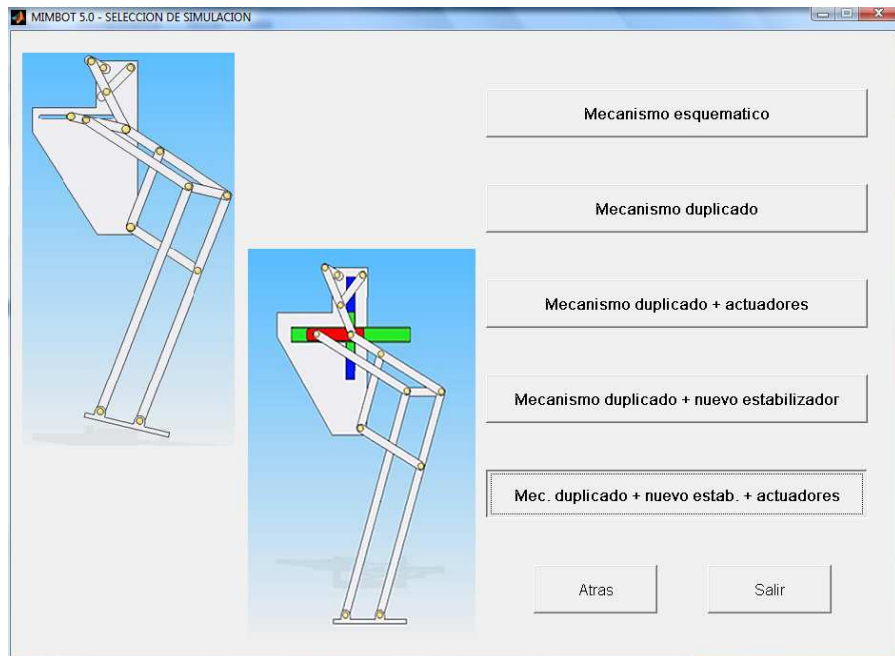 MIMBOT 5.0 - SELECCION DE SIMULACION
Mecanismo esquematico
Mecanismo duplicado
Mecanismo duplicado + actuadores
Mecanismo duplicado + nuevo estabilizador
Mec. duplicado + nuevo estab. + actuadores
Atras
Salir